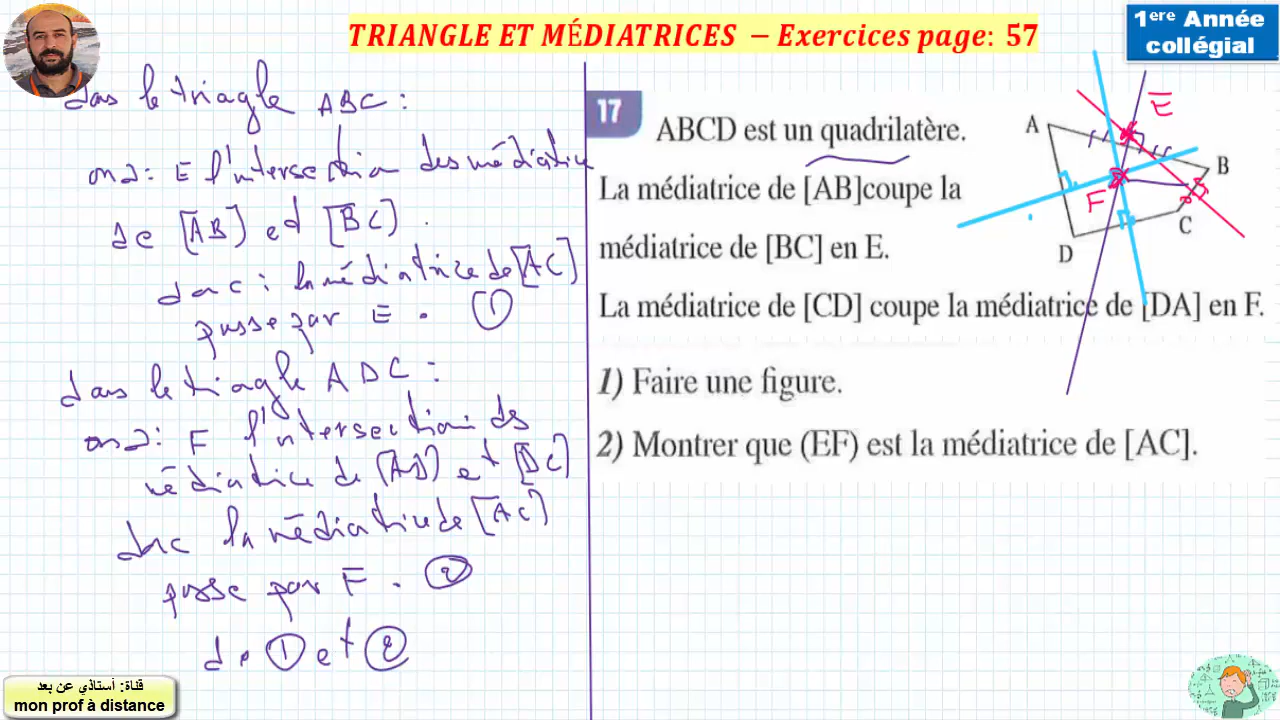 TRIANGLE ET MÉDIATRICES – Exercices page: 57
1ere Année
collégial
dans le triagle ABC :
on a : E l'intersection des médiatrice
de [AB] et [BC] .
donc : la médiatrice de [AC]
passe par E . ①
dans le triagle ADC :
on a : F l'intersection des
médiatrice de [AD] et [DC]
donc la médiatrice de [AC]
passe par F . ②
de ① et ②
17
ABCD est un quadrilatère.
La médiatrice de [AB]coupe la
médiatrice de [BC] en E.
La médiatrice de [CD] coupe la médiatrice de [DA] en F.
1) Faire une figure.
2) Montrer que (EF) est la médiatrice de [AC].
A
E
B
F
C
D
قناة: أستاذي عن بعد
mon prof à distance